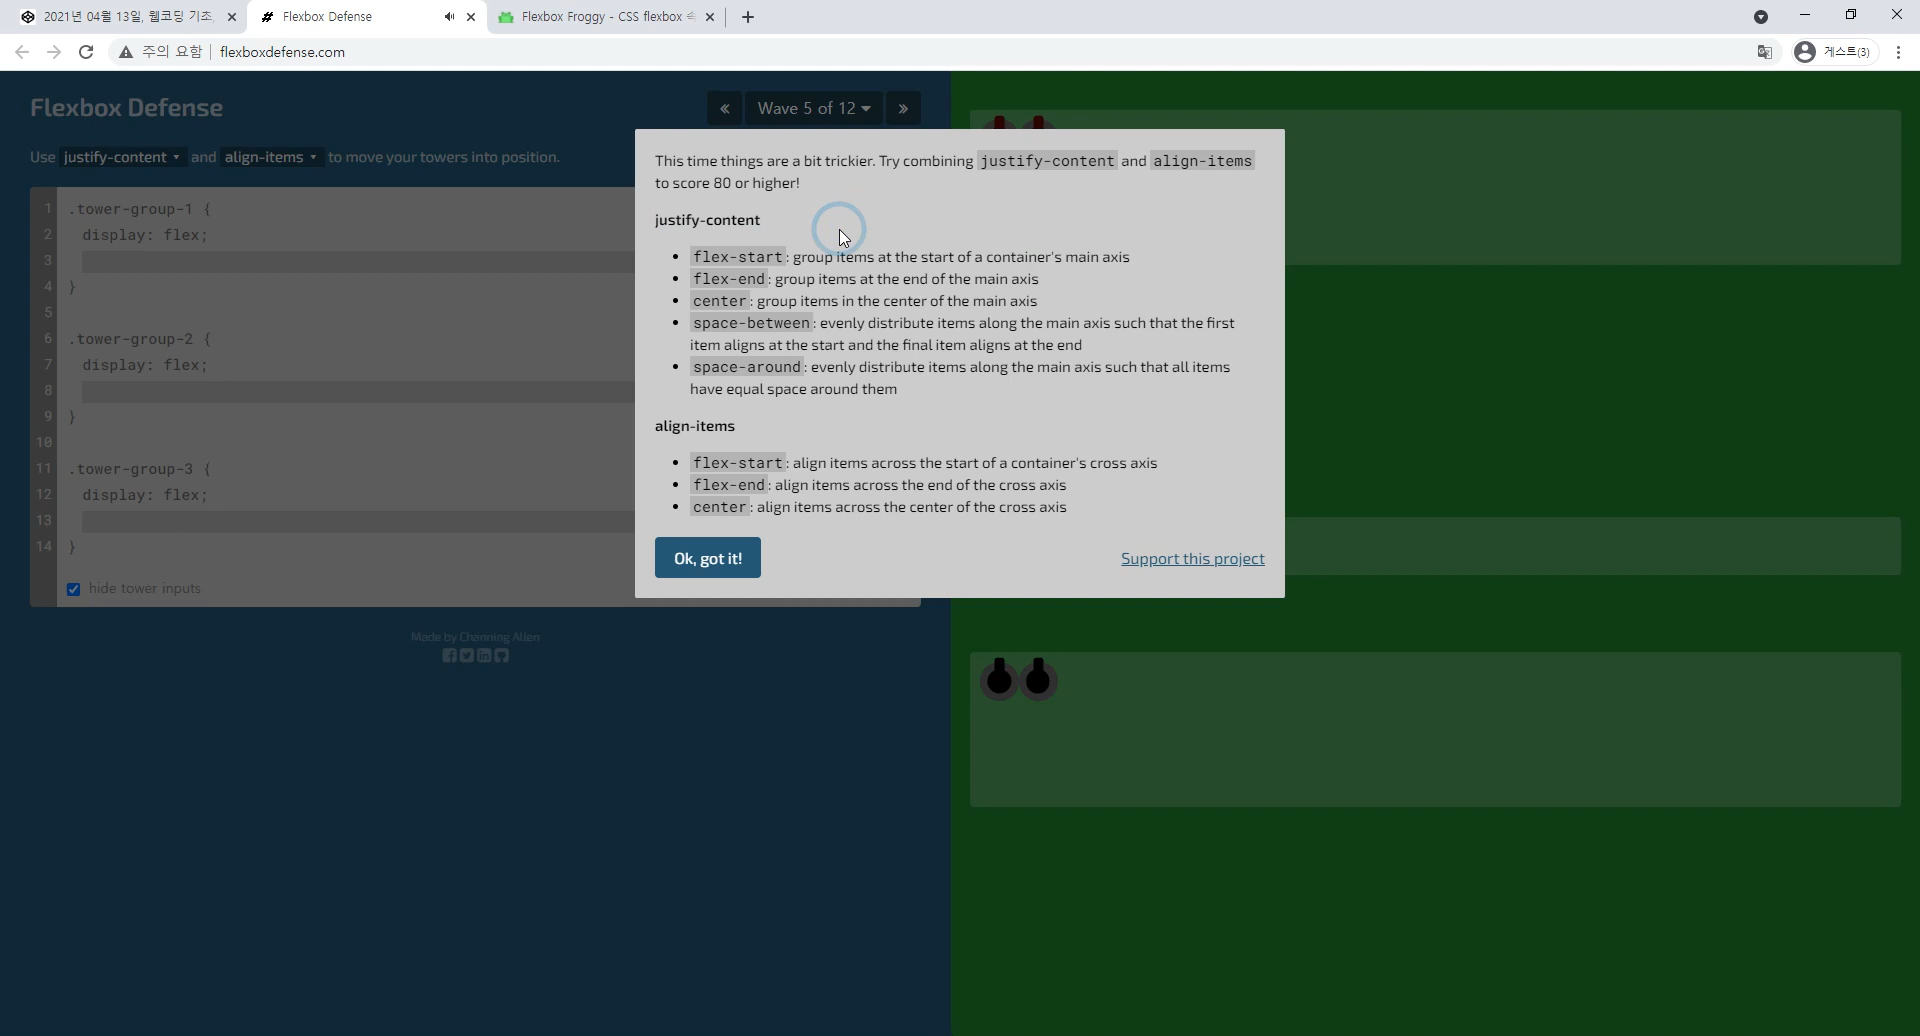 2021년 04월 13일, 웹코딩 기초
Flexbox Defense
Flexbox Froggy - CSS flexbox 속
주의 요함
flexboxdefense.com
게스트(3)
Flexbox Defense
« Wave 5 of 12 »
Use justify-content and align-items to move your towers into position.
1 .tower-group-1 {
2 display: flex;
3
4 }
5
6 .tower-group-2 {
7 display: flex;
8
9 }
10
11 .tower-group-3 {
12 display: flex;
13
14 }
hide tower inputs
Made by Channing Allen
This time things are a bit trickier. Try combining justify-content and align-items
to score 80 or higher!
justify-content
• flex-start: group items at the start of a container's main axis
• flex-end: group items at the end of the main axis
• center: group items in the center of the main axis
• space-between: evenly distribute items along the main axis such that the first
item aligns at the start and the final item aligns at the end
• space-around: evenly distribute items along the main axis such that all items
have equal space around them
align-items
• flex-start: align items across the start of a container's cross axis
• flex-end: align items across the end of the cross axis
• center: align items across the center of the cross axis
Ok, got it!
Support this project